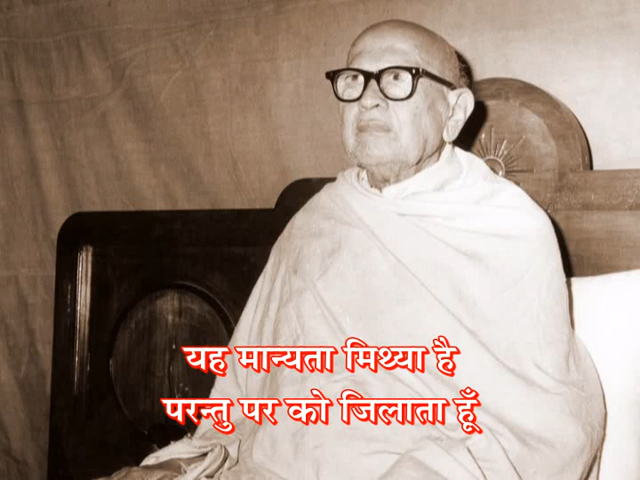 यह मान्यता मिथ्या है
परन्तु पर को जिलाता हूँ